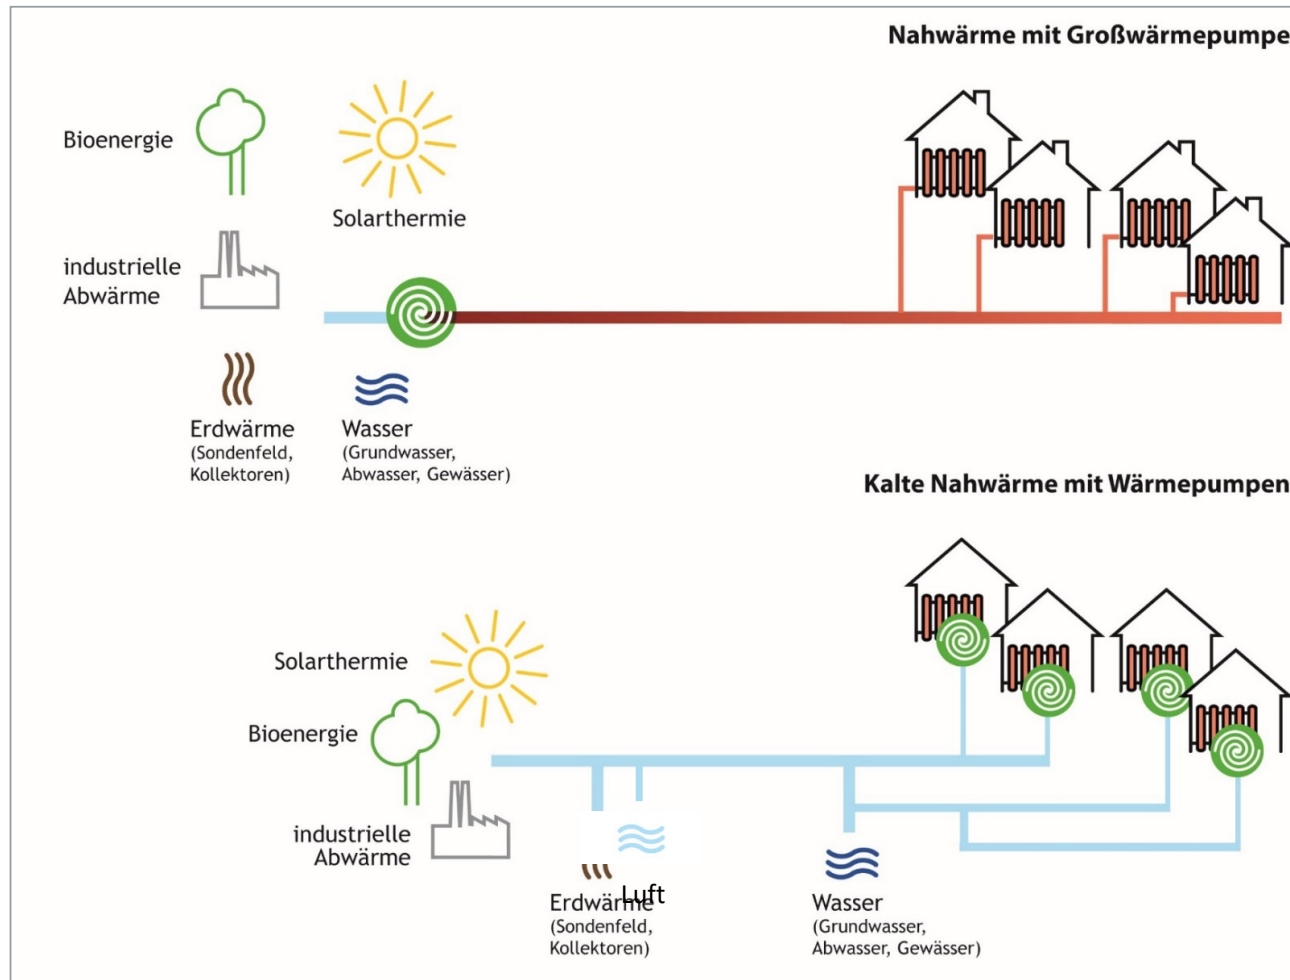 Nahwärme mit Großwärmepumpe
Bioenergie
Solarthermie
industrielle
Abwärme
Erdwärme
(Sondenfeld,
Kollektoren)
Wasser
(Grundwasser,
Abwasser, Gewässer)
Kalte Nahwärme mit Wärmepumpen
Solarthermie
Bioenergie
industrielle
Abwärme
Luft
Erdwärme
(Sondenfeld,
Kollektoren)
Wasser
(Grundwasser,
Abwasser, Gewässer)